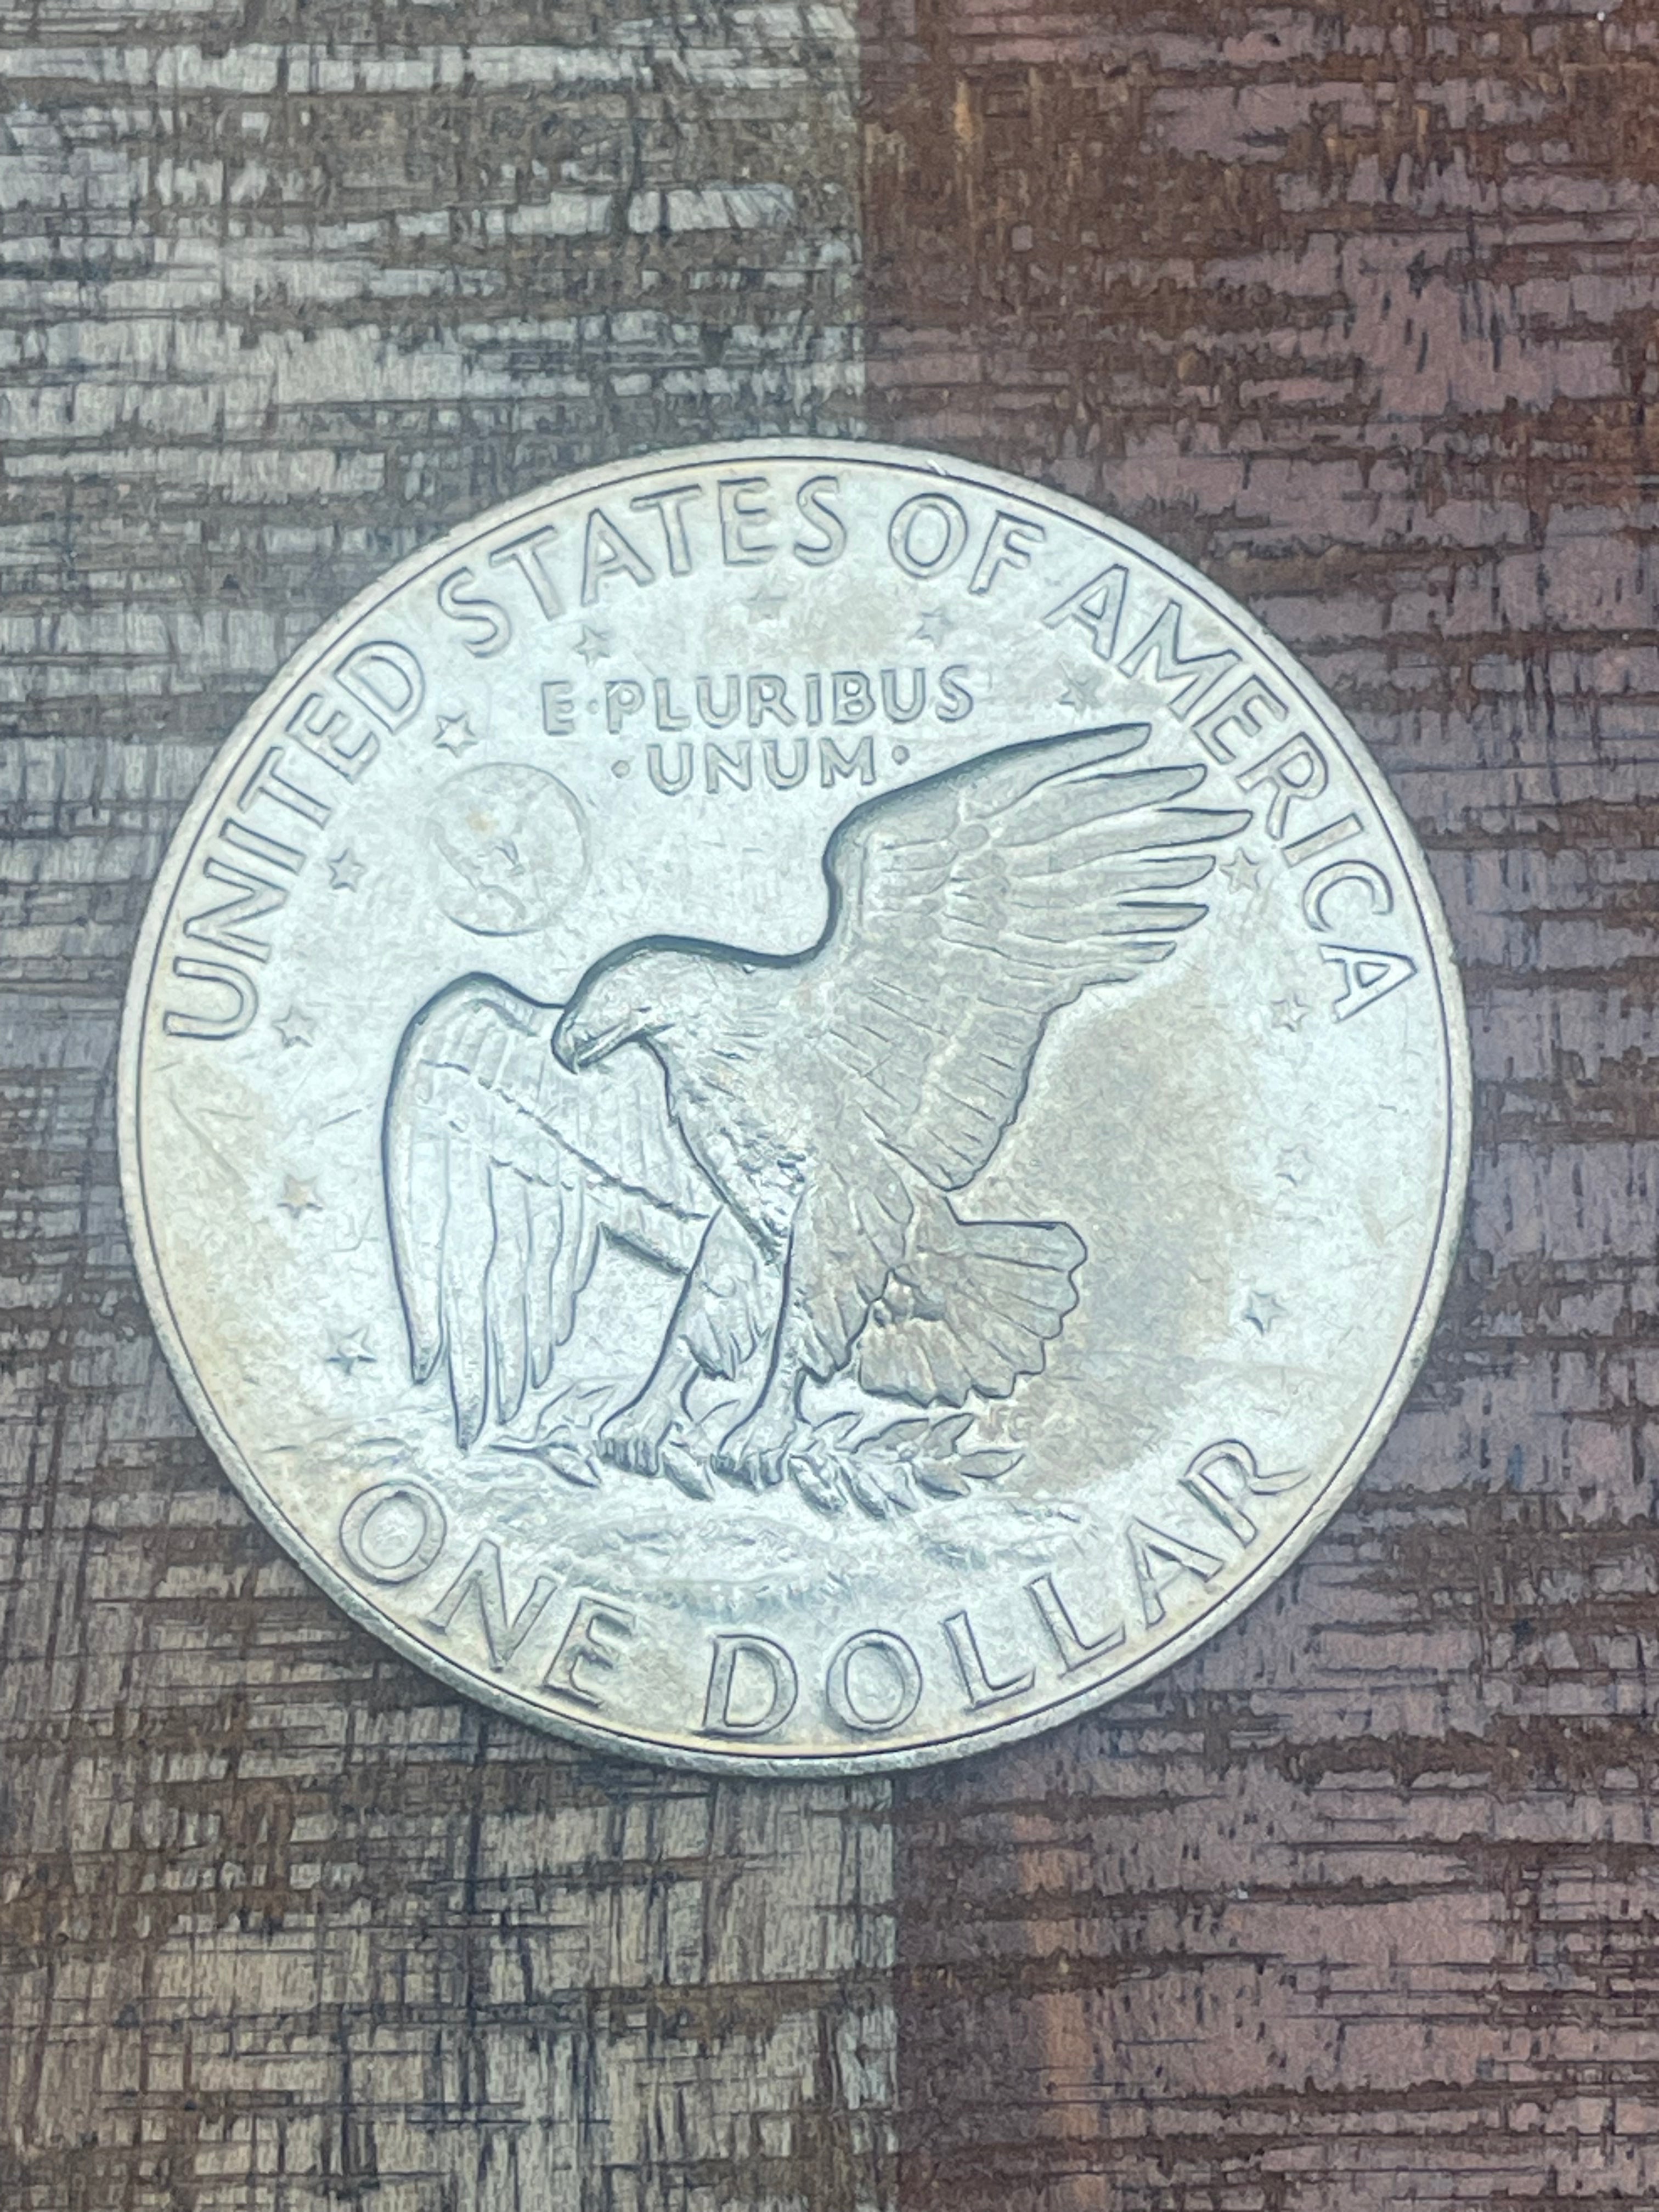 UNITED STATES OF AMERICA
E·PLURIBUS
·UNUM·
ONE DOLLAR